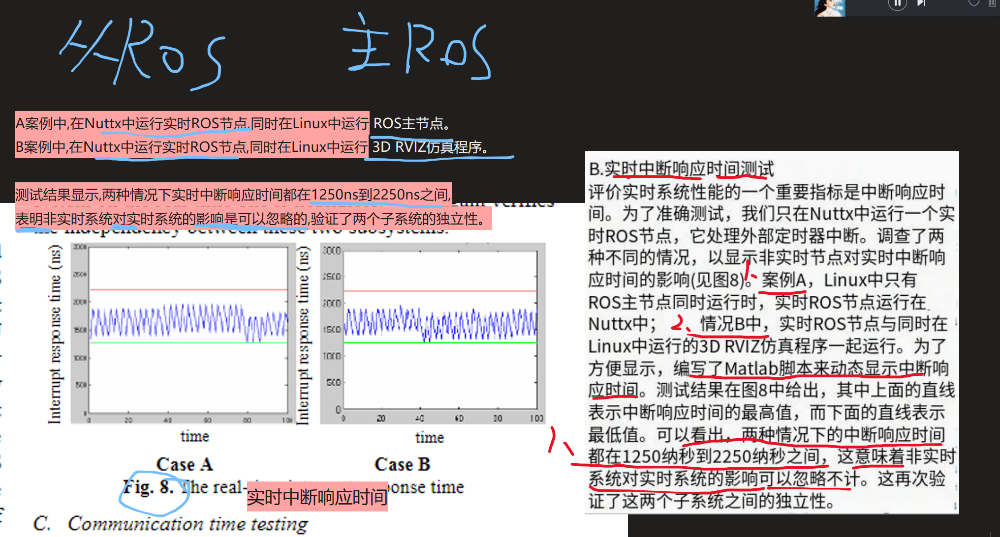 从ROS 主ROS
A案例中,在Nuttx中运行实时ROS节点,同时在Linux中运行 ROS主节点。
B案例中,在Nuttx中运行实时ROS节点,同时在Linux中运行 3D RVIZ仿真程序。
测试结果显示,两种情况下实时中断响应时间都在1250ns到2250ns之间,
表明非实时系统对实时系统的影响是可以忽略的,验证了两个子系统的独立性。
the independency between these two subsystems.
Interrupt response time (ns)
3000
2500
2000
1500
1000
500
0
0 20 40 60 80 100
time
Case A
Interrupt response time (ns)
3000
2500
2000
1500
1000
500
0
0 20 40 60 80 100
time
Case B
Fig. 8. The real- onse time
实时中断响应时间
C. Communication time testing
B.实时中断响应时间测试
评价实时系统性能的一个重要指标是中断响应时
间。为了准确测试，我们只在Nuttx中运行一个实
时ROS节点，它处理外部定时器中断。调查了两
种不同的情况，以显示非实时节点对实时中断响
应时间的影响(见图8)。1、案例A，Linux中只有
ROS主节点同时运行时，实时ROS节点运行在
Nuttx中；2、情况B中，实时ROS节点与同时在
Linux中运行的3D RVIZ仿真程序一起运行。为了
方便显示，编写了Matlab脚本来动态显示中断响
应时间。测试结果在图8中给出，其中上面的直线
表示中断响应时间的最高值，而下面的直线表示
最低值。可以看出，两种情况下的中断响应时间
1、都在1250纳秒到2250纳秒之间，这意味着非实时
系统对实时系统的影响可以忽略不计。这再次验
证了这两个子系统之间的独立性。